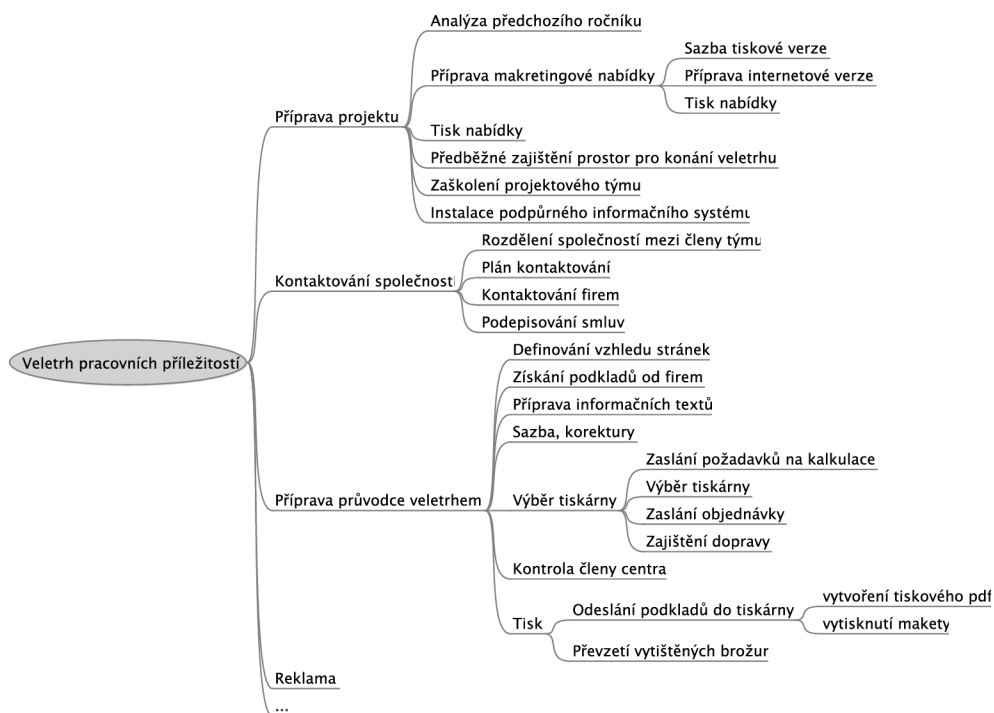 Veletrh pracovních příležitostí
Příprava projektu
Analýza předchozího ročníku
Příprava makretingové nabídky
Sazba tiskové verze
Příprava internetové verze
Tisk nabídky
Tisk nabídky
Předběžné zajištění prostor pro konání veletrhu
Zaškolení projektového týmu
Instalace podpůrného informačního systému
Kontaktování společností
Rozdělení společností mezi členy týmu
Plán kontaktování
Kontaktování firem
Podepisování smluv
Příprava průvodce veletrhem
Definování vzhledu stránek
Získání podkladů od firem
Příprava informačních textů
Sazba, korektury
Výběr tiskárny
Zaslání požadavků na kalkulace
Výběr tiskárny
Zaslání objednávky
Zajištění dopravy
Kontrola členy centra
Tisk
Odeslání podkladů do tiskárny
vytvoření tiskového pdf
vytisknutí makety
Převzetí vytištěných brožur
Reklama
...